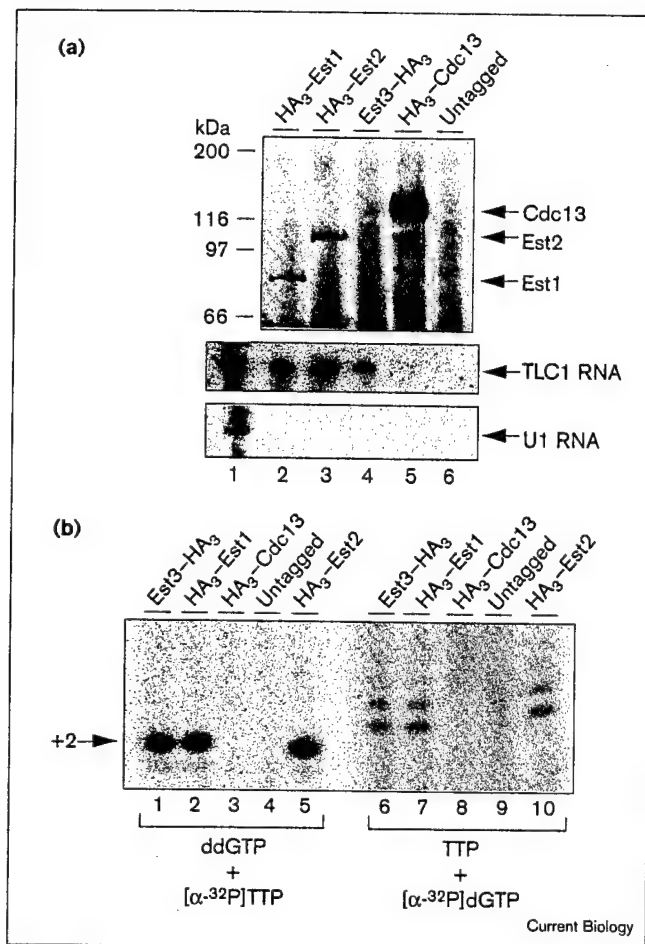 (a)
HA₃–Est1
HA₃–Est2
Est3–HA₃
HA₃–Cdc13
Untagged
kDa
200
116
97
66
Cdc13
Est2
Est1
TLC1 RNA
U1 RNA
1 2 3 4 5 6
(b)
Est3–HA₃
HA₃–Est1
HA₃–Cdc13
Untagged
HA₃–Est2
Est3–HA₃
HA₃–Est1
HA₃–Cdc13
Untagged
HA₃–Est2
+2
1 2 3 4 5 6 7 8 9 10
ddGTP
+
[α-³²P]TTP
TTP
+
[α-³²P]dGTP
Current Biology